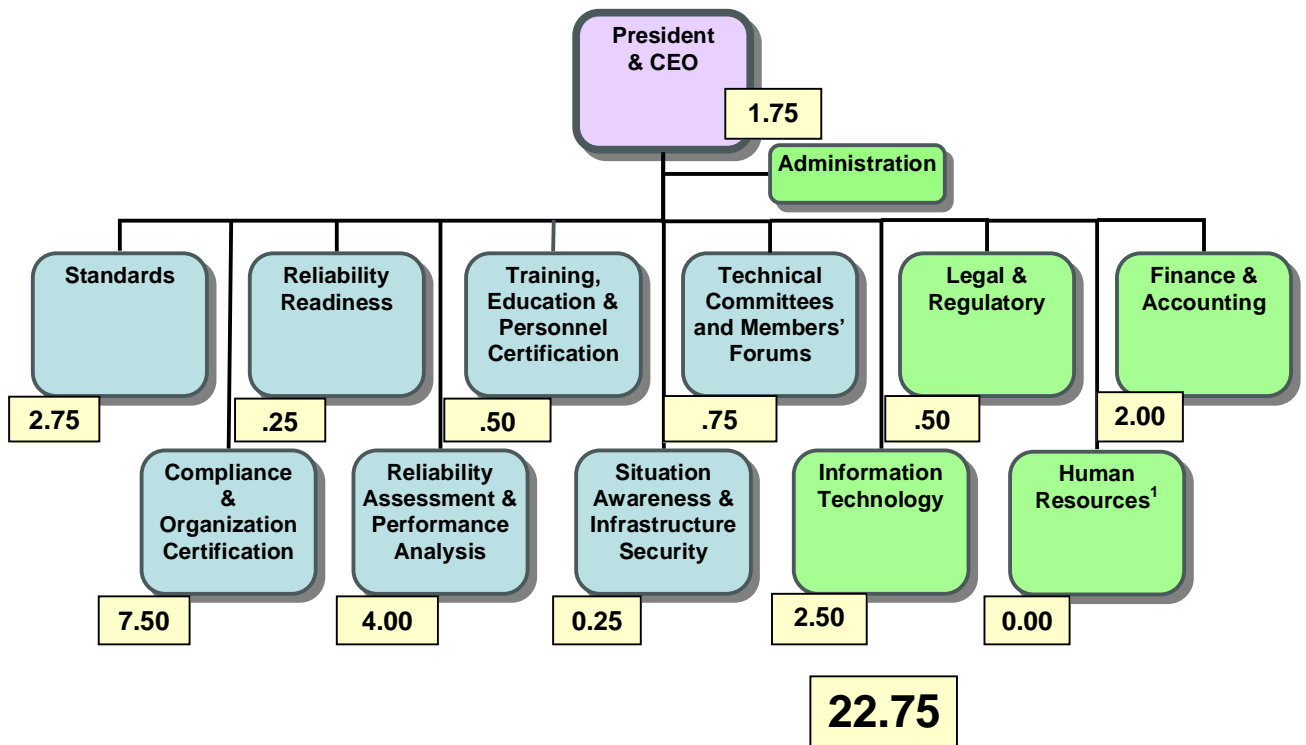 President
& CEO
1.75
Administration
Standards
2.75
Reliability
Readiness
.25
Training,
Education &
Personnel
Certification
.50
Technical
Committees
and Members’
Forums
.75
Legal &
Regulatory
.50
Finance &
Accounting
2.00
Compliance
&
Organization
Certification
7.50
Reliability
Assessment &
Performance
Analysis
4.00
Situation
Awareness &
Infrastructure
Security
0.25
Information
Technology
2.50
Human
Resources¹
0.00
22.75